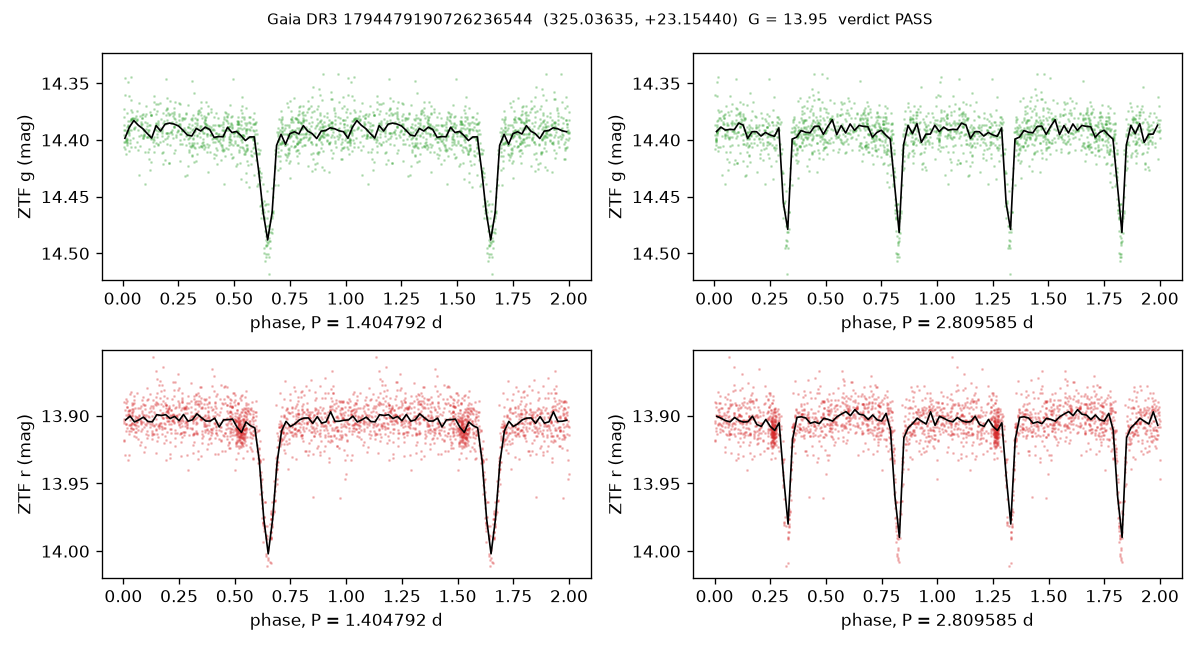 Gaia DR3 1794479190726236544 (325.03635, +23.15440) G = 13.95 verdict PASS
ZTF g (mag)
14.35
14.40
14.45
14.50
0.00 0.25 0.50 0.75 1.00 1.25 1.50 1.75 2.00
phase, P = 1.404792 d
ZTF g (mag)
14.35
14.40
14.45
14.50
0.00 0.25 0.50 0.75 1.00 1.25 1.50 1.75 2.00
phase, P = 2.809585 d
ZTF r (mag)
13.90
13.95
14.00
0.00 0.25 0.50 0.75 1.00 1.25 1.50 1.75 2.00
phase, P = 1.404792 d
ZTF r (mag)
13.90
13.95
14.00
0.00 0.25 0.50 0.75 1.00 1.25 1.50 1.75 2.00
phase, P = 2.809585 d